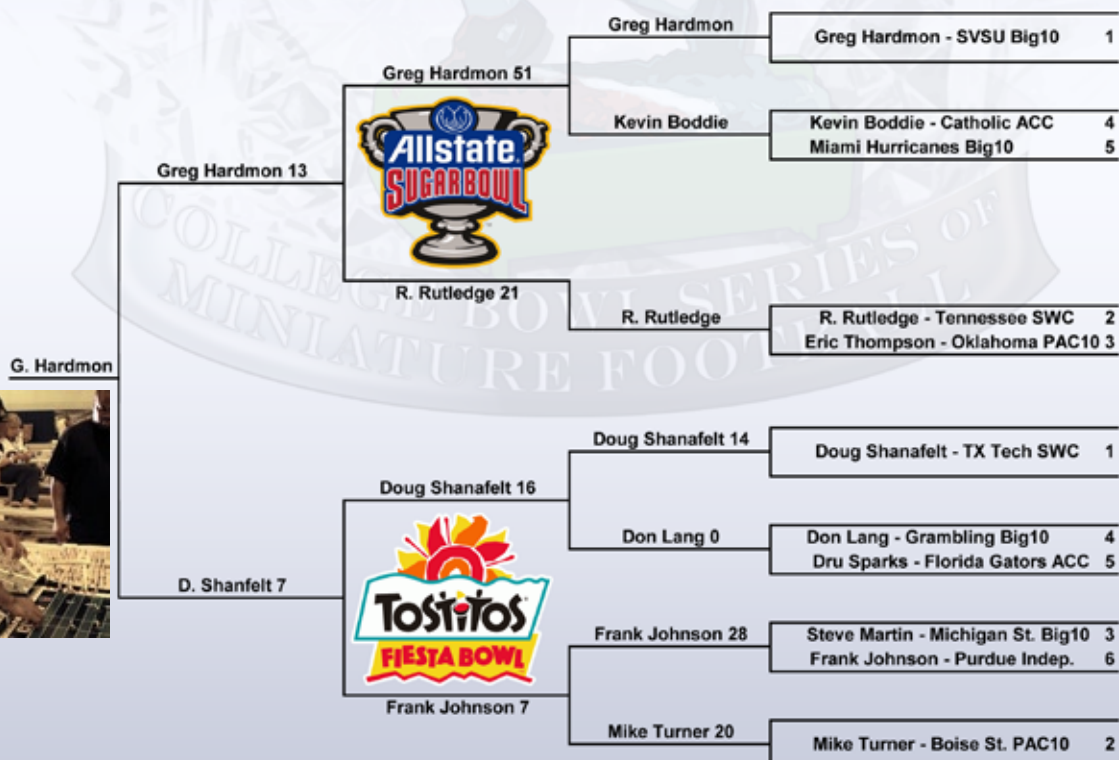 Greg Hardmon
Greg Hardmon - SVSU Big10 1
Greg Hardmon 51
Kevin Boddie
Kevin Boddie - Catholic ACC 4
Miami Hurricanes Big10 5
Allstate
SUGAR BOWL
Greg Hardmon 13
R. Rutledge 21
R. Rutledge
R. Rutledge - Tennessee SWC 2
Eric Thompson - Oklahoma PAC10 3
COLLEGE BOWL SERIES OF
MINIATURE FOOTBALL
G. Hardmon
Doug Shanafelt 14
Doug Shanafelt - TX Tech SWC 1
Doug Shanafelt 16
Don Lang 0
Don Lang - Grambling Big10 4
Dru Sparks - Florida Gators ACC 5
D. Shanfelt 7
TOSTITOS
FIESTA BOWL
Frank Johnson 28
Steve Martin - Michigan St. Big10 3
Frank Johnson - Purdue Indep. 6
Frank Johnson 7
Mike Turner 20
Mike Turner - Boise St. PAC10 2